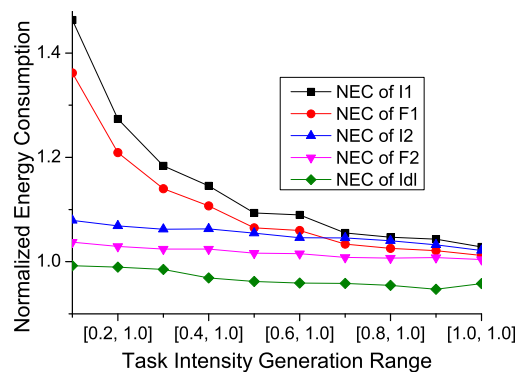 Normalized Energy Consumption
1.4
1.2
1.0
NEC of I1
NEC of F1
NEC of I2
NEC of F2
NEC of Idl
[0.2, 1.0] [0.4, 1.0] [0.6, 1.0] [0.8, 1.0] [1.0, 1.0]
Task Intensity Generation Range